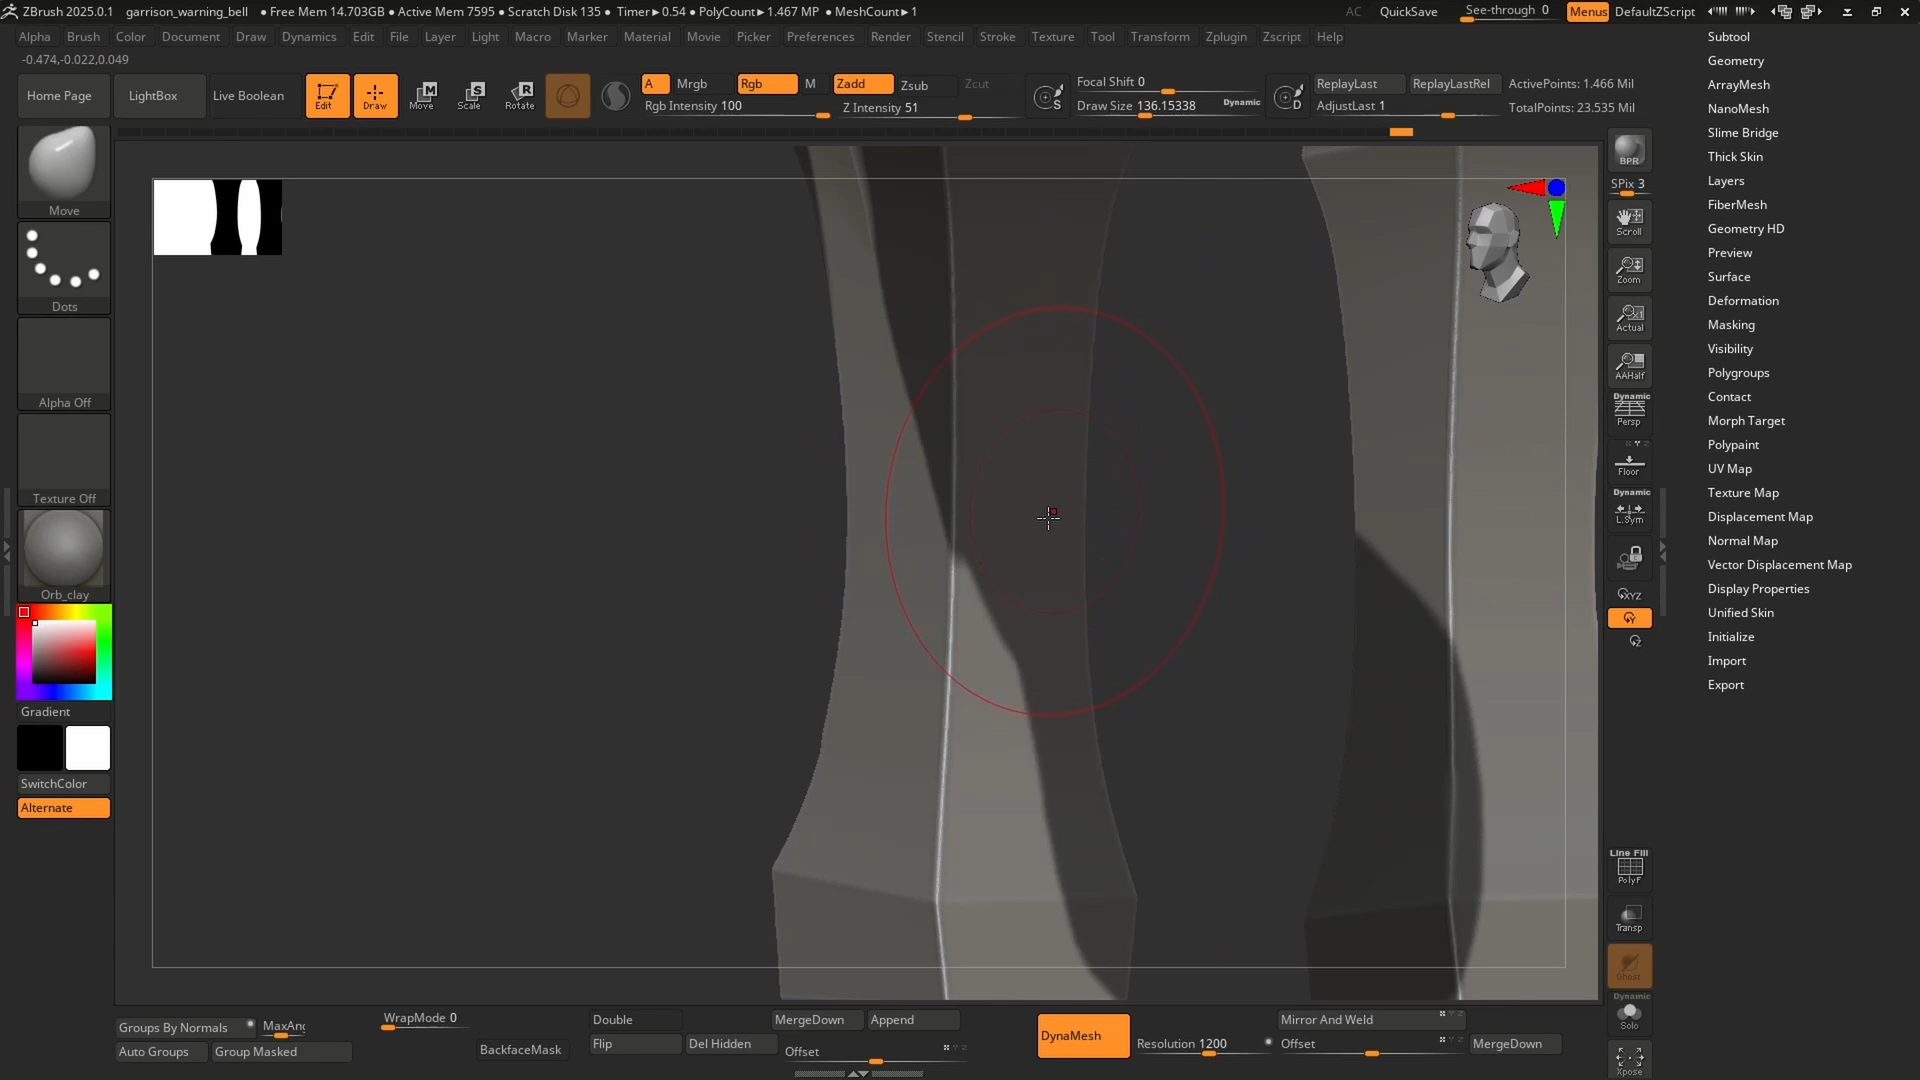 ZBrush 2025.0.1 garrison_warning_bell ● Free Mem 14.703GB ● Active Mem 7595 ● Scratch Disk 135 ● Timer►0.54 ● PolyCount►1.467 MP ● MeshCount►1 AC QuickSave See-through 0 Menus DefaultZScript
Alpha Brush Color Document Draw Dynamics Edit File Layer Light Macro Marker Material Movie Picker Preferences Render Stencil Stroke Texture Tool Transform Zplugin Zscript Help
-0.474,-0.022,0.049
Home Page LightBox Live Boolean Edit Draw Move Scale Rotate
A Mrgb Rgb M Zadd Zsub Zcut
Rgb Intensity 100 Z Intensity 51
Focal Shift 0
Draw Size 136.15338 Dynamic
ReplayLast ReplayLastRel ActivePoints: 1.466 Mil
AdjustLast 1 TotalPoints: 23.535 Mil
Move
Dots
Alpha Off
Texture Off
Orb_clay
Gradient
SwitchColor
Alternate
BPR
SPix 3
Scroll
Zoom
Actual
AAHalf
Dynamic
Persp
Floor
Dynamic
L.Sym
XYZ
Y
Z
Line Fill
PolyF
Transp
Ghost
Dynamic
Solo
Xpose
Subtool
Geometry
ArrayMesh
NanoMesh
Slime Bridge
Thick Skin
Layers
FiberMesh
Geometry HD
Preview
Surface
Deformation
Masking
Visibility
Polygroups
Contact
Morph Target
Polypaint
UV Map
Texture Map
Displacement Map
Normal Map
Vector Displacement Map
Display Properties
Unified Skin
Initialize
Import
Export
Groups By Normals MaxAng WrapMode 0 Double MergeDown Append DynaMesh Mirror And Weld
Auto Groups Group Masked BackfaceMask Flip Del Hidden Offset Resolution 1200 Offset MergeDown